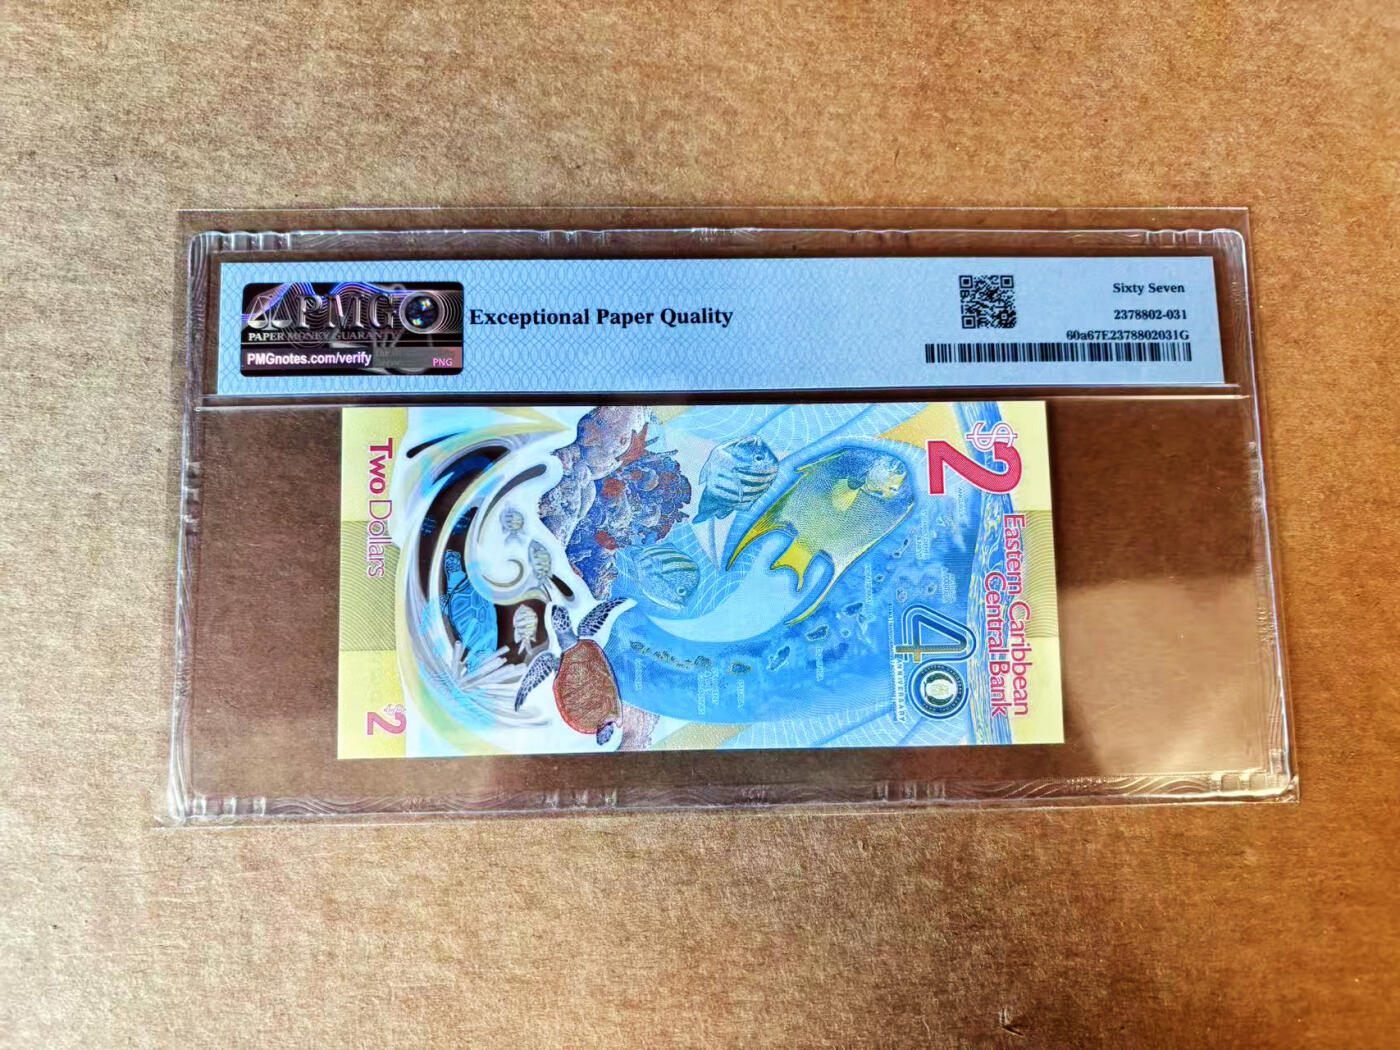 PMG
PAPER MONEY GUARANTY
PMGnotes.com/verify
PNG
Exceptional Paper Quality
Sixty Seven
2378802-031
60a67E2378802031G
$2
Eastern Caribbean
Central Bank
40
ANNIVERSARY
Two Dollars
2